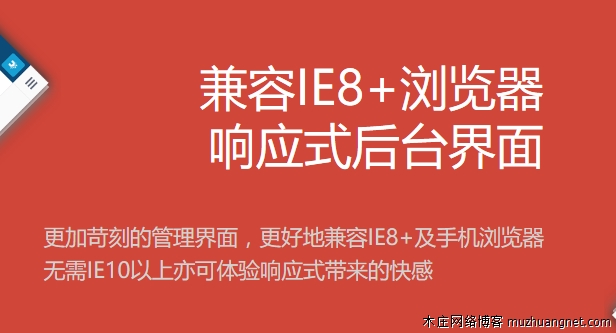 兼容IE8+浏览器
响应式后台界面
更加苛刻的管理界面，更好地兼容IE8+及手机浏览器
无需IE10以上亦可体验响应式带来的快感
木庄网络博客 muzhuangnet.com